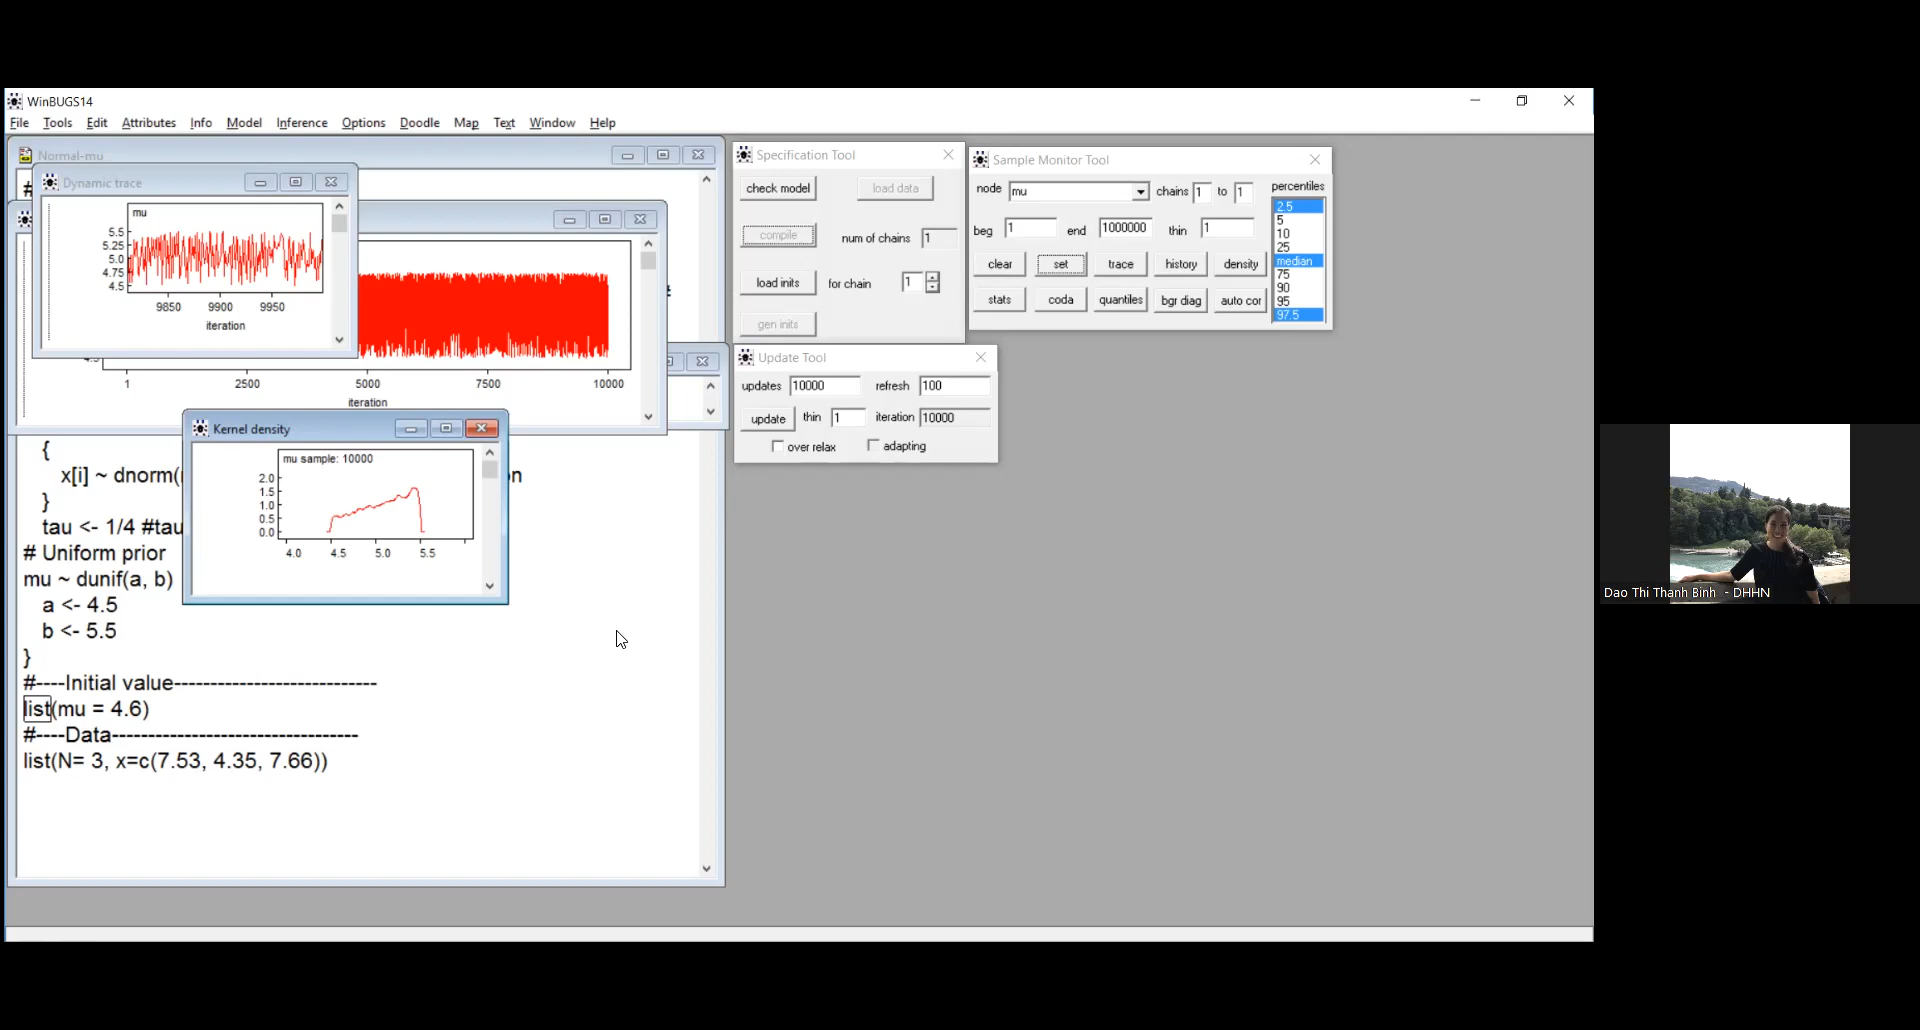 WinBUGS14
File Tools Edit Attributes Info Model Inference Options Doodle Map Text Window Help
Normal-mu
#
Dynamic trace
mu
5.5
5.25
5.0
4.75
4.5
9850 9900 9950
iteration
4.5
1 2500 5000 7500 10000
iteration
Kernel density
mu sample: 10000
2.0
1.5
1.0
0.5
0.0
4.0 4.5 5.0 5.5
{
x[i] ~ dnorm(
}
tau <- 1/4 #tau
# Uniform prior
mu ~ dunif(a, b)
a <- 4.5
b <- 5.5
}
#----Initial value----------------------------
list(mu = 4.6)
#----Data----------------------------------
list(N= 3, x=c(7.53, 4.35, 7.66))
Specification Tool
check model load data
compile num of chains 1
load inits for chain 1
gen inits
Update Tool
updates 10000 refresh 100
update thin 1 iteration 10000
over relax adapting
Sample Monitor Tool
node mu chains 1 to 1 percentiles
beg 1 end 1000000 thin 1
clear set trace history density
stats coda quantiles bgr diag auto cor
2.5
5
10
25
median
75
90
95
97.5
Dao Thi Thanh Binh - DHHN